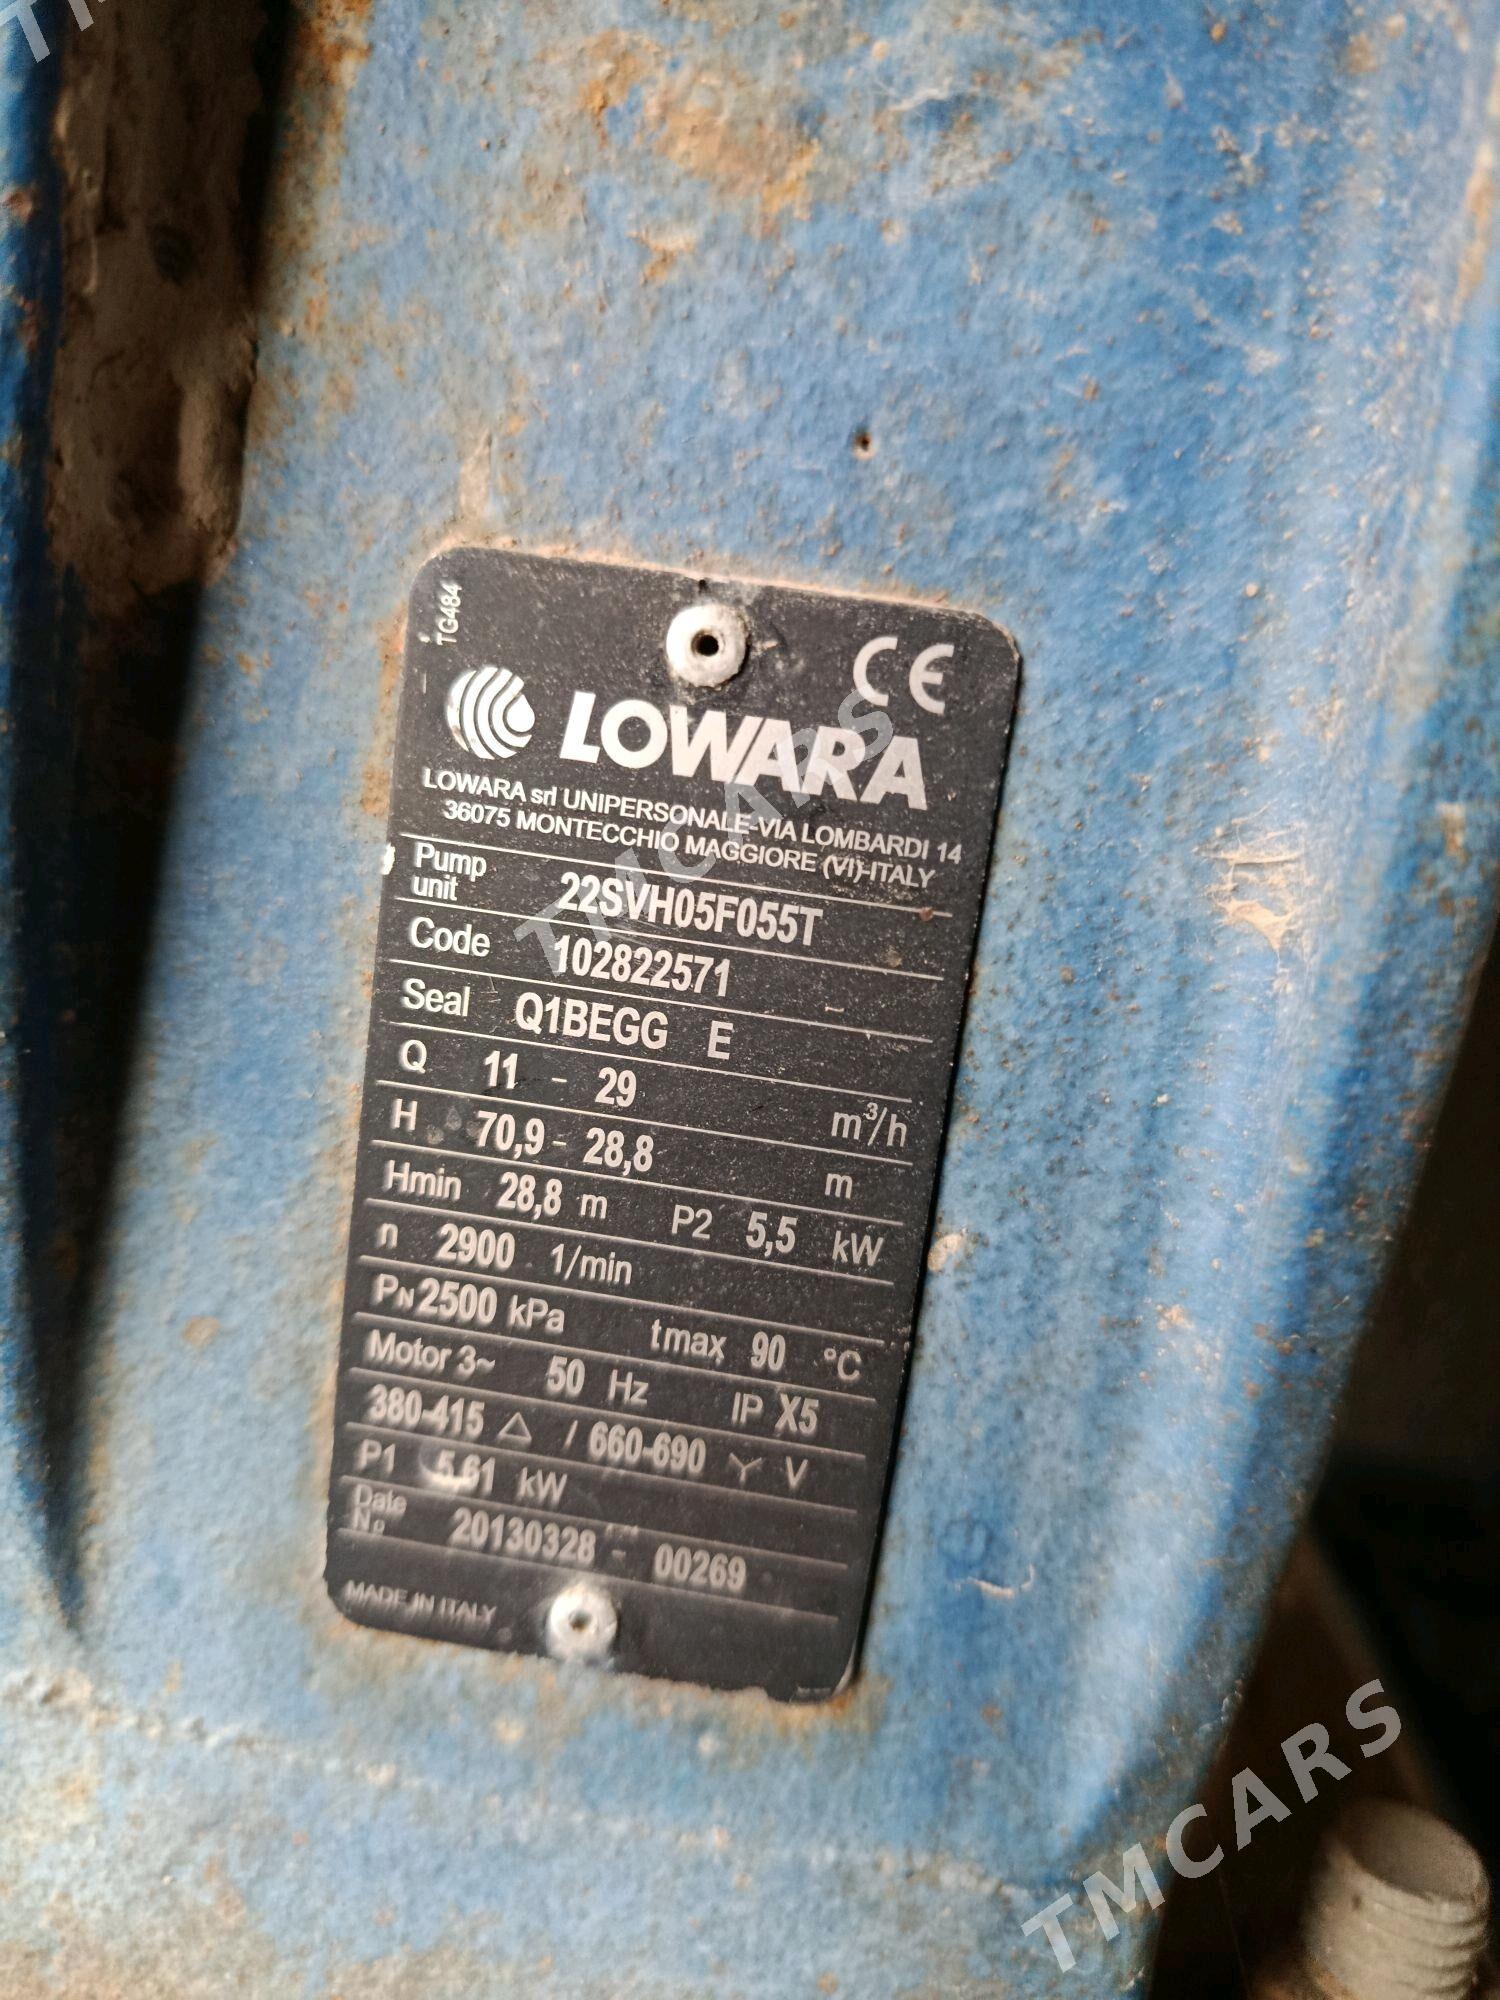 TG484
CE
LOWARA
LOWARA srl UNIPERSONALE-VIA LOMBARDI 14
36075 MONTECCHIO MAGGIORE (VI)-ITALY
Pump unit 22SVH05F055T
Code 102822571
Seal Q1BEGG E
Q 11 - 29 m³/h
H 70,9 - 28,8 m
Hmin 28,8 m P2 5,5 kW
n 2900 1/min
PN 2500 kPa tmax 90 °C
Motor 3~ 50 Hz IP X5
380-415 △ / 660-690 Y V
P1 5,61 kW
Date No 20130328 - 00269
MADE IN ITALY
TMCARS
TMCARS